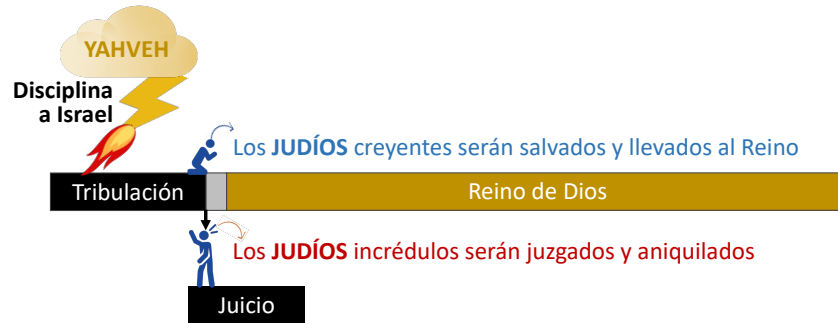 YAHVEH
Disciplina
a Israel
Los JUDÍOS creyentes serán salvados y llevados al Reino
Tribulación
Reino de Dios
Los JUDÍOS incrédulos serán juzgados y aniquilados
Juicio